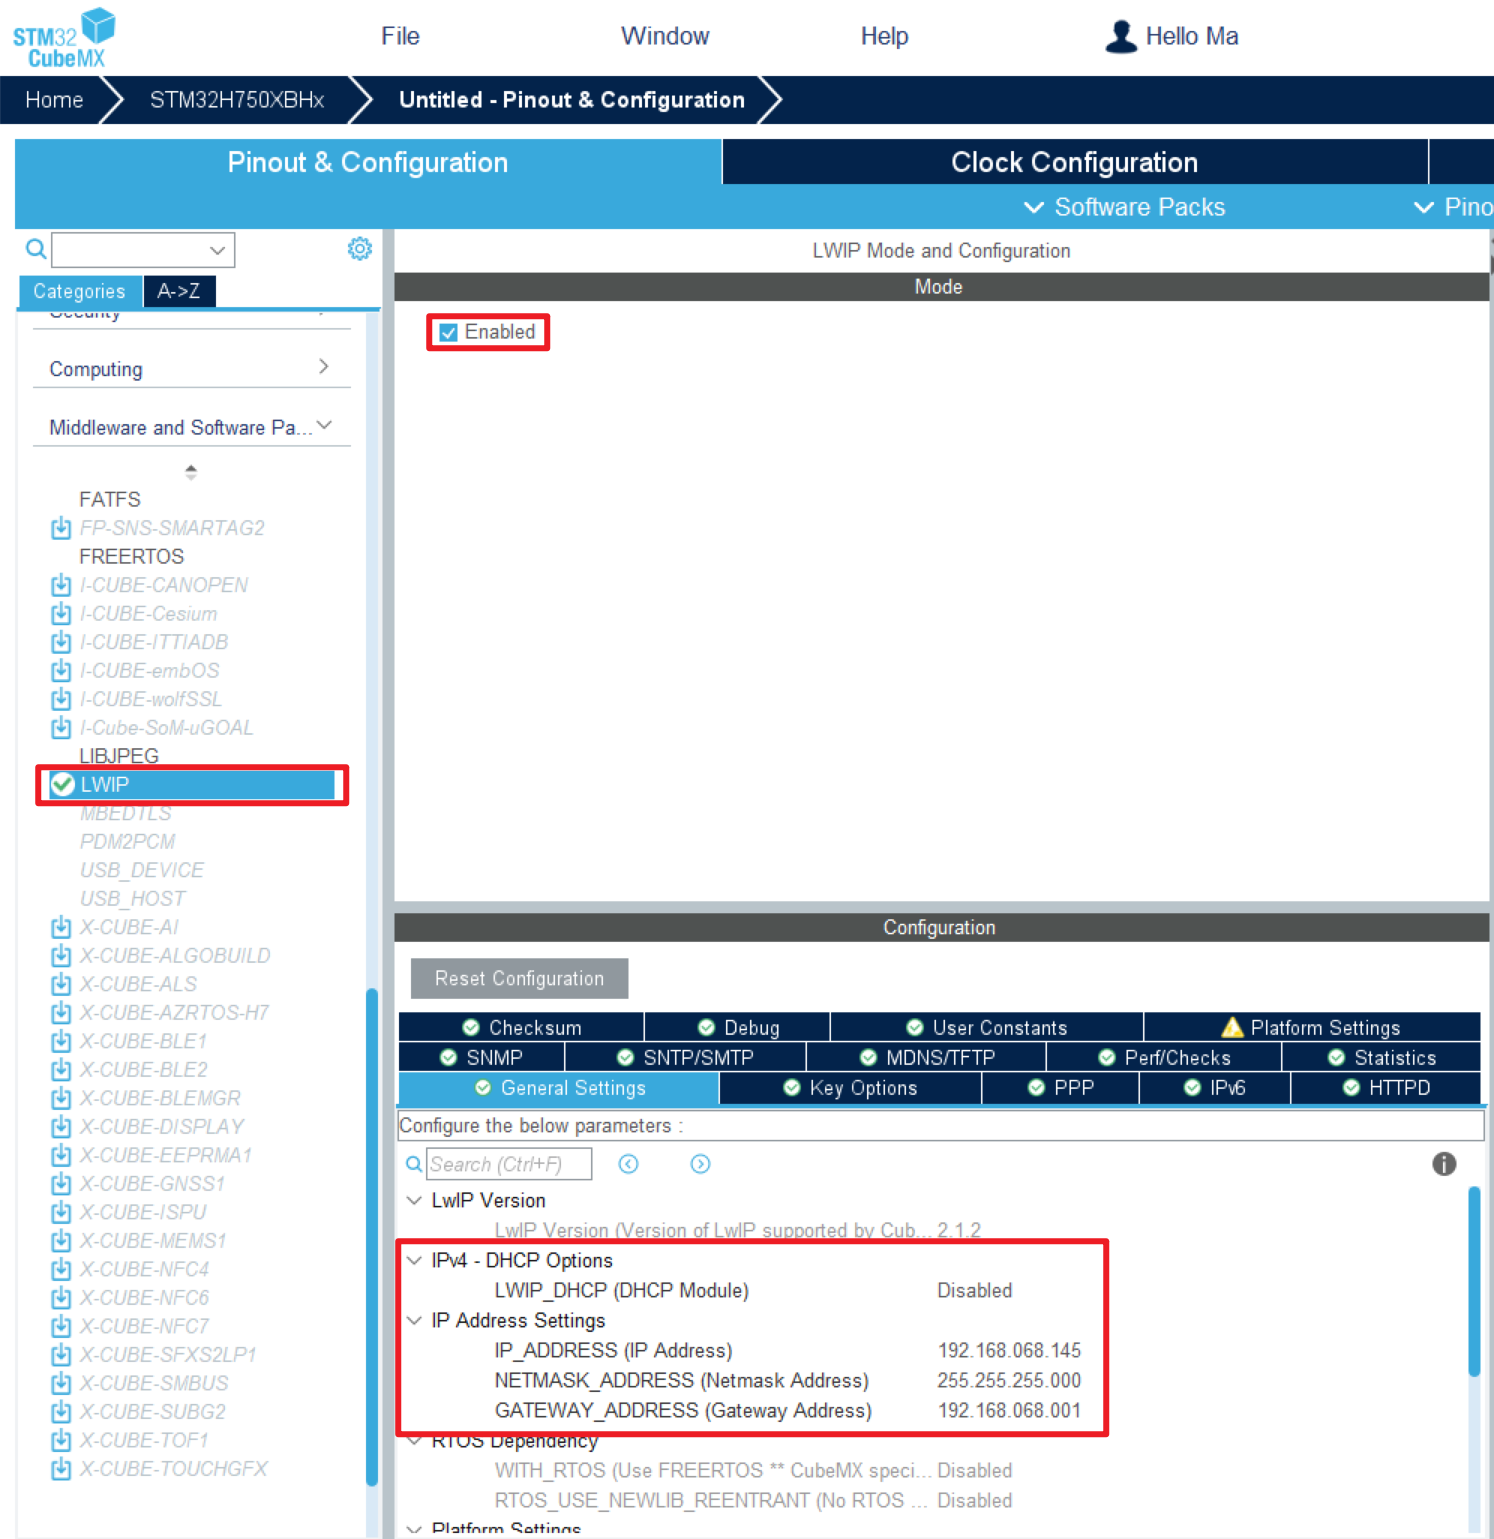 STM32
CubeMX
File
Window
Help
Hello Ma
Home
STM32H750XBHx
Untitled - Pinout & Configuration
Pinout & Configuration
Clock Configuration
Software Packs
Pino
Categories
A->Z
Security
Computing
Middleware and Software Pa...
FATFS
FP-SNS-SMARTAG2
FREERTOS
I-CUBE-CANOPEN
I-CUBE-Cesium
I-CUBE-ITTIADB
I-CUBE-embOS
I-CUBE-wolfSSL
I-Cube-SoM-uGOAL
LIBJPEG
LWIP
MBEDTLS
PDM2PCM
USB_DEVICE
USB_HOST
X-CUBE-AI
X-CUBE-ALGOBUILD
X-CUBE-ALS
X-CUBE-AZRTOS-H7
X-CUBE-BLE1
X-CUBE-BLE2
X-CUBE-BLEMGR
X-CUBE-DISPLAY
X-CUBE-EEPRMA1
X-CUBE-GNSS1
X-CUBE-ISPU
X-CUBE-MEMS1
X-CUBE-NFC4
X-CUBE-NFC6
X-CUBE-NFC7
X-CUBE-SFXS2LP1
X-CUBE-SMBUS
X-CUBE-SUBG2
X-CUBE-TOF1
X-CUBE-TOUCHGFX
LWIP Mode and Configuration
Mode
Enabled
Configuration
Reset Configuration
Checksum
Debug
User Constants
Platform Settings
SNMP
SNTP/SMTP
MDNS/TFTP
Perf/Checks
Statistics
General Settings
Key Options
PPP
IPv6
HTTPD
Configure the below parameters :
Search (Ctrl+F)
LwIP Version
LwIP Version (Version of LwIP supported by Cub... 2.1.2
IPv4 - DHCP Options
LWIP_DHCP (DHCP Module) Disabled
IP Address Settings
IP_ADDRESS (IP Address) 192.168.068.145
NETMASK_ADDRESS (Netmask Address) 255.255.255.000
GATEWAY_ADDRESS (Gateway Address) 192.168.068.001
RTOS Dependency
WITH_RTOS (Use FREERTOS ** CubeMX speci... Disabled
RTOS_USE_NEWLIB_REENTRANT (No RTOS ... Disabled
Platform Settings